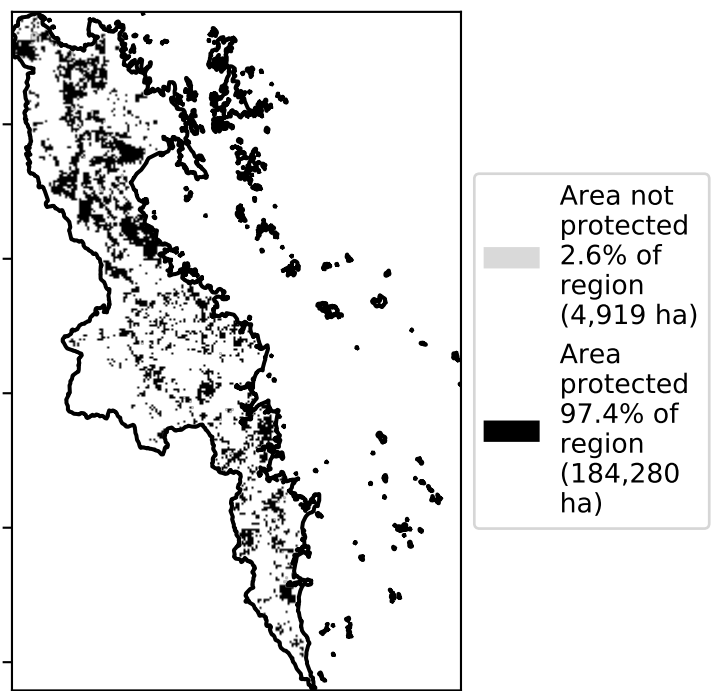 Area not
protected
2.6% of
region
(4,919 ha)
Area
protected
97.4% of
region
(184,280
ha)